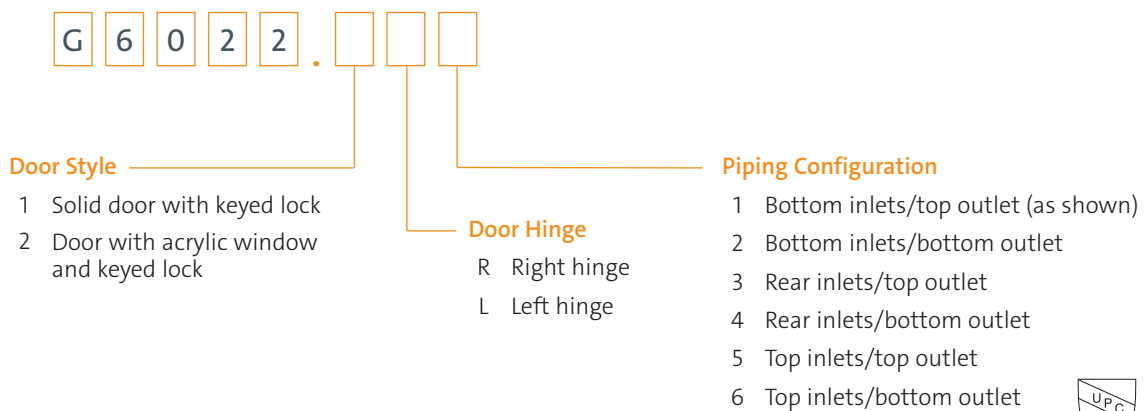 G 6 0 2 2 .
Door Style
1 Solid door with keyed lock
2 Door with acrylic window
and keyed lock
Door Hinge
R Right hinge
L Left hinge
Piping Configuration
1 Bottom inlets/top outlet (as shown)
2 Bottom inlets/bottom outlet
3 Rear inlets/top outlet
4 Rear inlets/bottom outlet
5 Top inlets/top outlet
6 Top inlets/bottom outlet
UPC